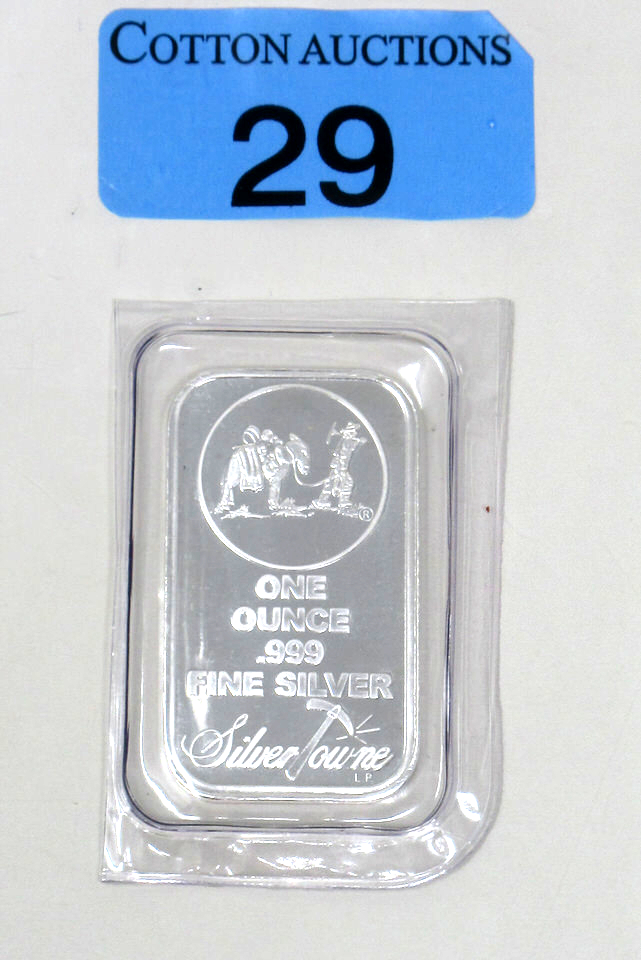 COTTON AUCTIONS
29
®
ONE
OUNCE
.999
FINE SILVER
SilverTowne
LP